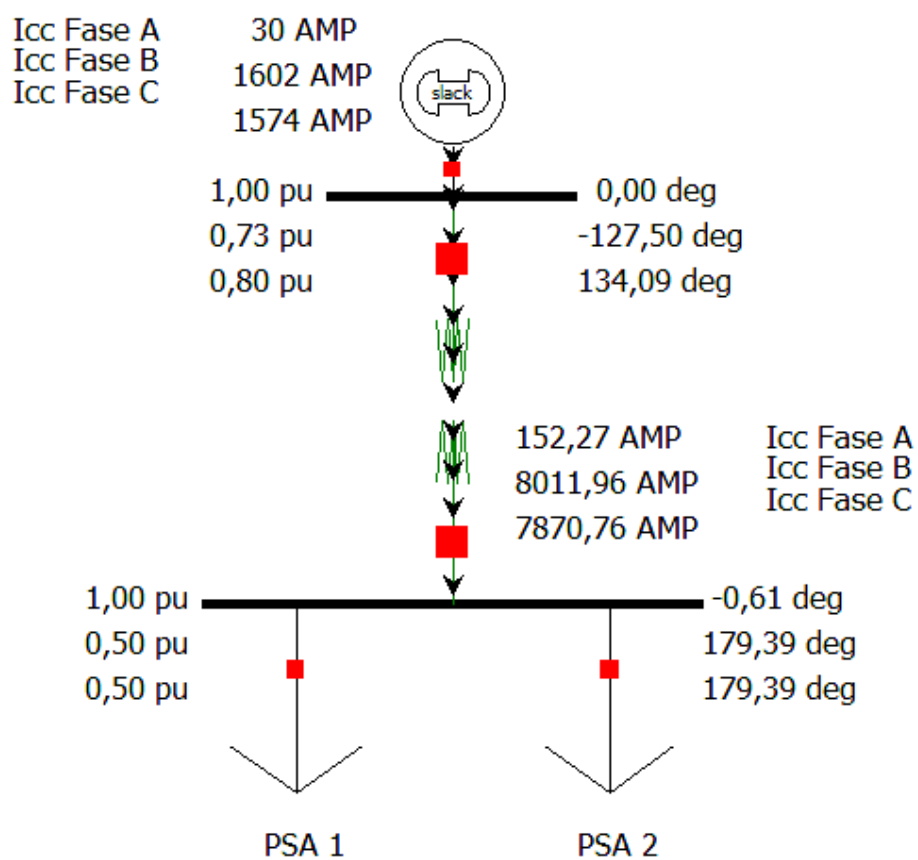 Icc Fase A 30 AMP
Icc Fase B 1602 AMP
Icc Fase C 1574 AMP
slack
1,00 pu 0,00 deg
0,73 pu -127,50 deg
0,80 pu 134,09 deg
152,27 AMP Icc Fase A
8011,96 AMP Icc Fase B
7870,76 AMP Icc Fase C
1,00 pu -0,61 deg
0,50 pu 179,39 deg
0,50 pu 179,39 deg
PSA 1 PSA 2